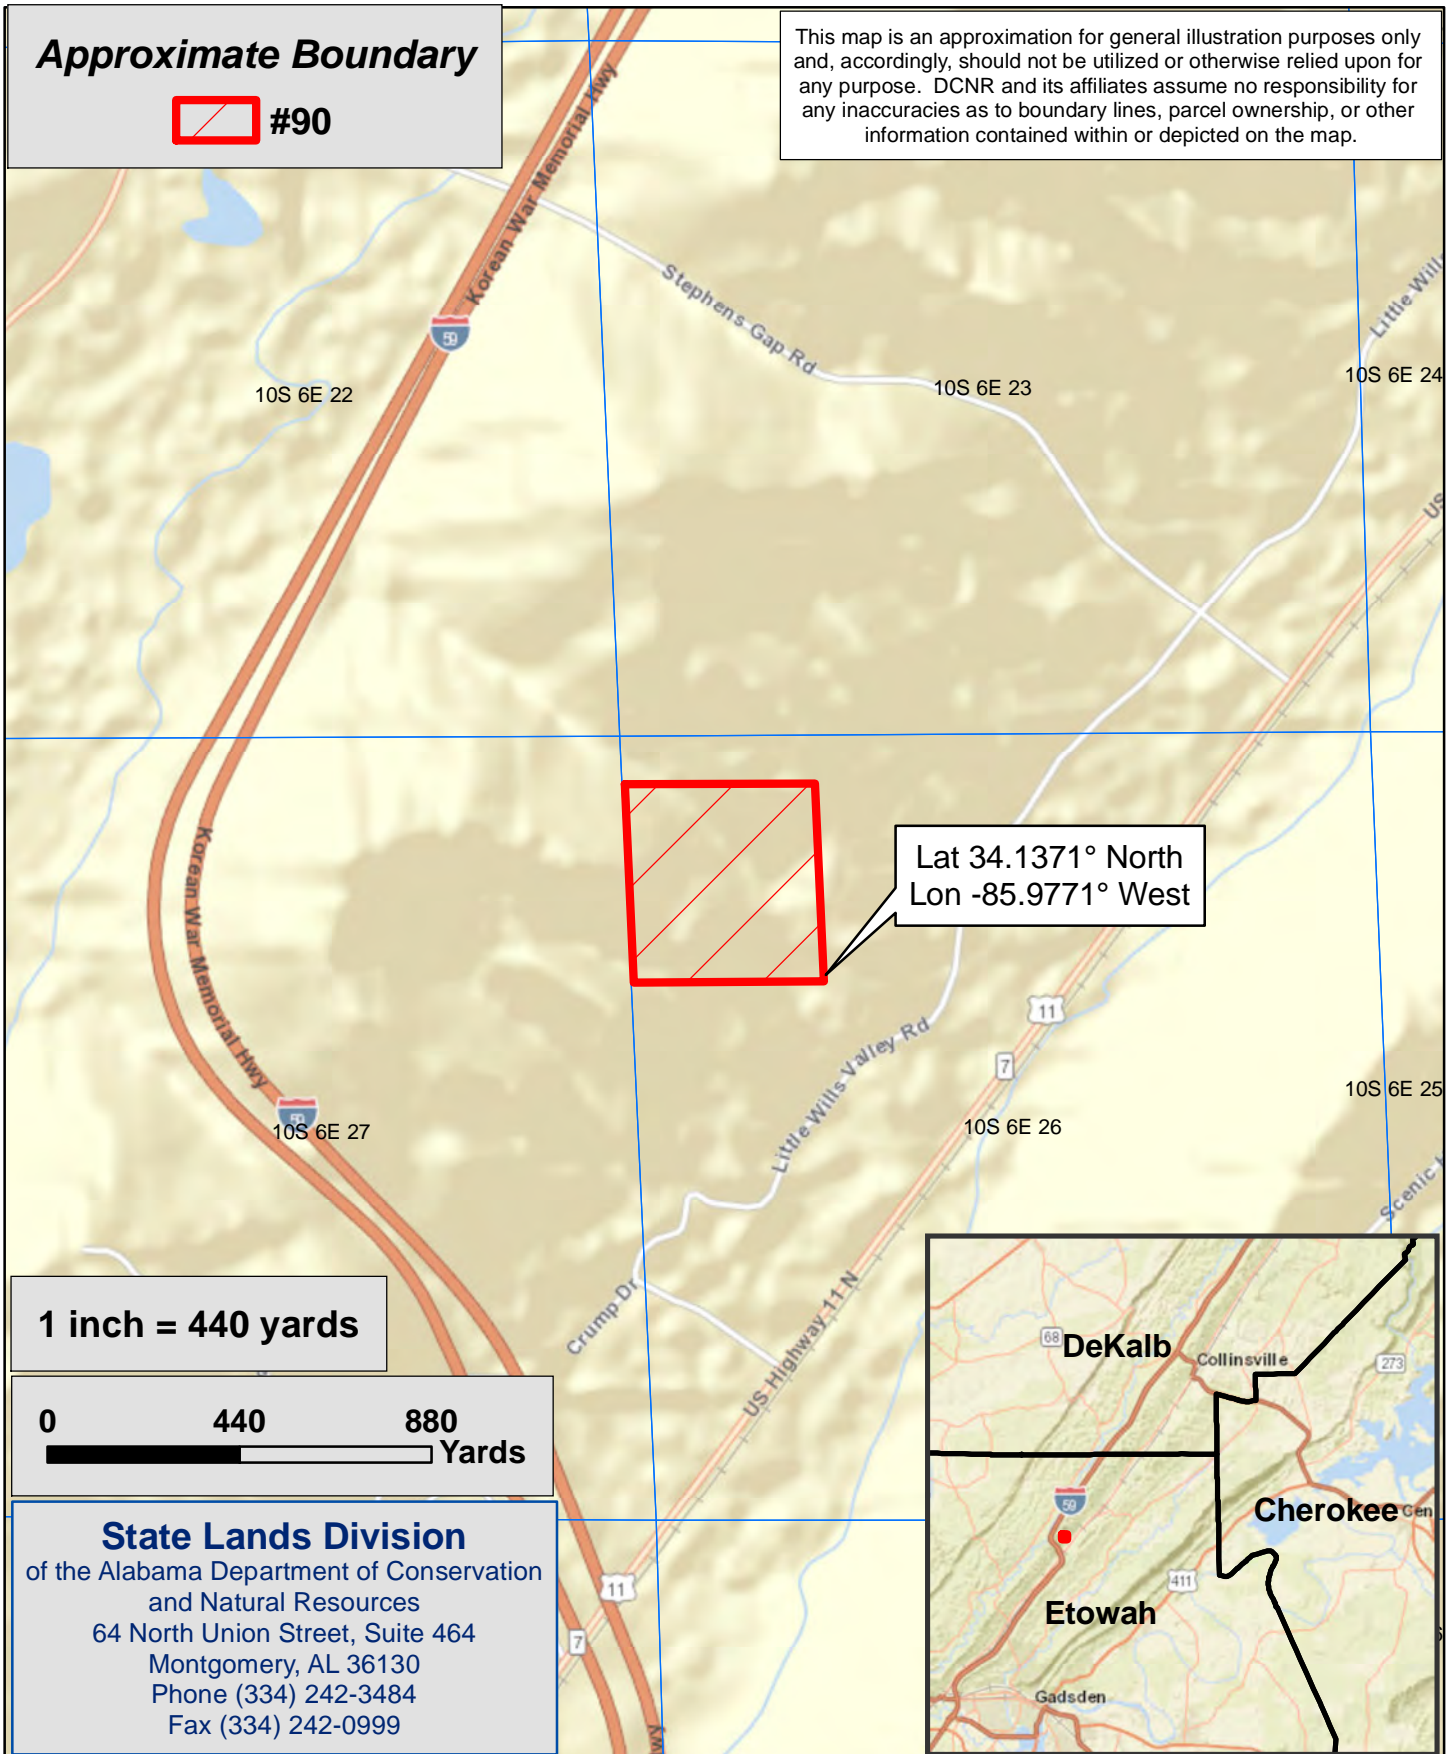 Approximate Boundary
#90
This map is an approximation for general illustration purposes only
and, accordingly, should not be utilized or otherwise relied upon for
any purpose.  DCNR and its affiliates assume no responsibility for
any inaccuracies as to boundary lines, parcel ownership, or other
information contained within or depicted on the map.
Korean War Memorial Hwy
59
Stephens Gap Rd
Little Wills
10S 6E 22
10S 6E 23
10S 6E 24
US
Korean War Memorial Hwy
Lat 34.1371° North
Lon -85.9771° West
11
7
Little Wills Valley Rd
59
10S 6E 27
10S 6E 26
10S 6E 25
Scenic
Crump Dr
US Highway 11 N
1 inch = 440 yards
0 440 880
Yards
11
7
Hwy
State Lands Division
of the Alabama Department of Conservation
and Natural Resources
64 North Union Street, Suite 464
Montgomery, AL 36130
Phone (334) 242-3484
Fax (334) 242-0999
68
DeKalb
Collinsville
273
59
Cherokee
Cen
411
Etowah
Gadsden